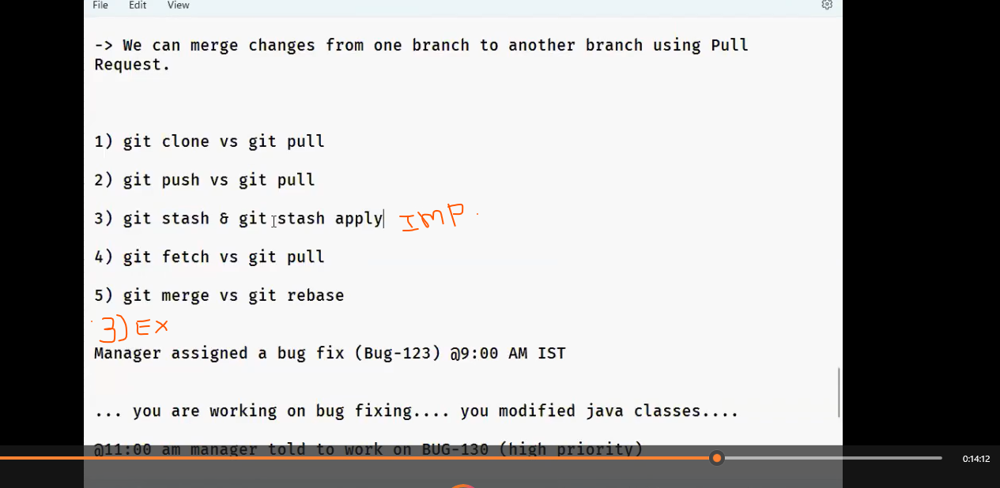 File Edit View
-> We can merge changes from one branch to another branch using Pull
Request.
1) git clone vs git pull
2) git push vs git pull
3) git stash & git stash apply IMP.
4) git fetch vs git pull
5) git merge vs git rebase
3) EX
Manager assigned a bug fix (Bug-123) @9:00 AM IST
... you are working on bug fixing.... you modified java classes....
@11:00 am manager told to work on BUG-130 (high priority)
0:14:12